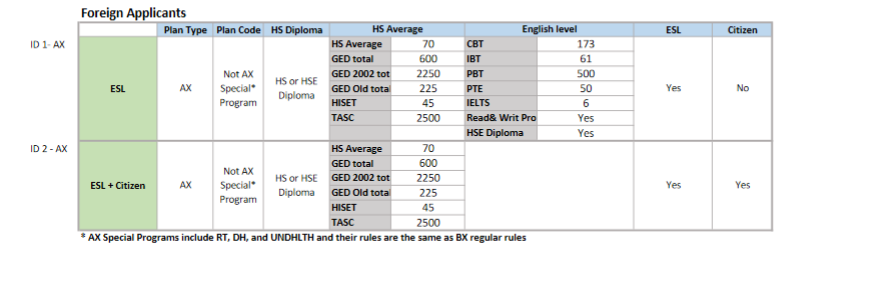 Foreign Applicants
Plan Type Plan Code HS Diploma HS Average English level ESL Citizen
ID 1- AX HS Average 70 CBT 173
GED total 600 IBT 61
Not AX GED 2002 tot 2250 PBT 500
ESL AX Special* HS or HSE GED Old total 225 PTE 50 Yes No
Program Diploma HISET 45 IELTS 6
TASC 2500 Read& Writ Pro Yes
HSE Diploma Yes
ID 2 - AX HS Average 70
GED total 600
Not AX GED 2002 tot 2250
ESL + Citizen AX Special* HS or HSE GED Old total 225 Yes Yes
Program Diploma HISET 45
TASC 2500
* AX Special Programs include RT, DH, and UNDHLTH and their rules are the same as BX regular rules